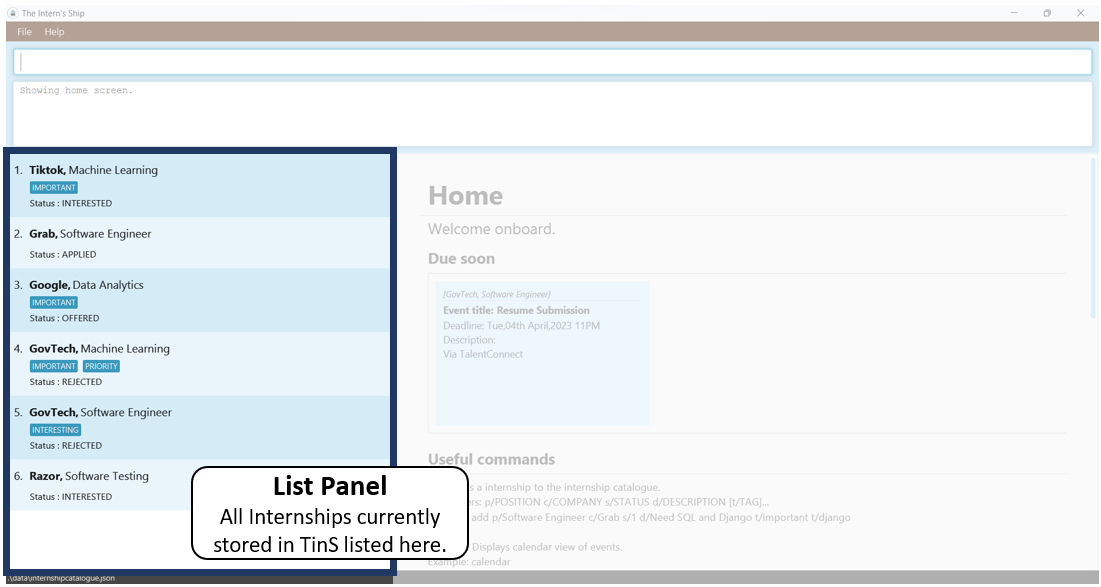 The Intern's Ship
File Help
Showing home screen.
1. Tiktok, Machine Learning
IMPORTANT
Status : INTERESTED
2. Grab, Software Engineer
Status : APPLIED
3. Google, Data Analytics
IMPORTANT
Status : OFFERED
4. GovTech, Machine Learning
IMPORTANT PRIORITY
Status : REJECTED
5. GovTech, Software Engineer
INTERESTING
Status : REJECTED
6. Razor, Software Testing
Status : INTERESTED
List Panel
All Internships currently
stored in TinS listed here.
Home
Welcome onboard.
Due soon
[GovTech, Software Engineer]
Event title: Resume Submission
Deadline: Tue,04th April,2023 11PM
Description:
Via TalentConnect
Useful commands
a internship to the internship catalogue.
p/POSITION c/COMPANY s/STATUS d/DESCRIPTION [t/TAG]...
add p/Software Engineer c/Grab s/1 d/Need SQL and Django t/important t/django
Displays calendar view of events.
Example: calendar
.\data\internshipcatalogue.json